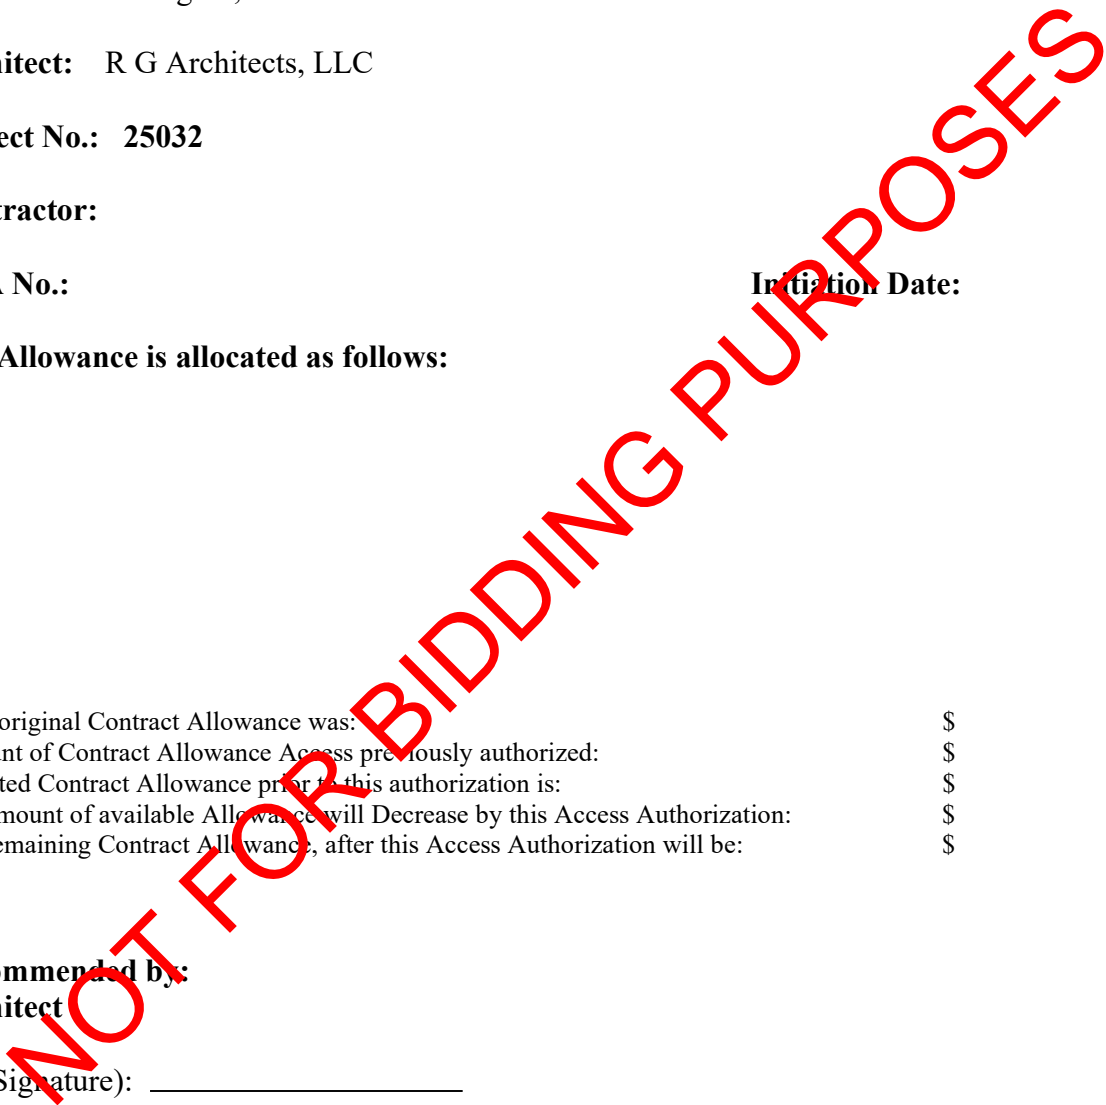 hitect: R G Architects, LLC
ect No.: 25032
tractor:
A No.: Initiation Date:
Allowance is allocated as follows:
original Contract Allowance was: $
nt of Contract Allowance Access previously authorized: $
ted Contract Allowance prior to this authorization is: $
mount of available Allowance will Decrease by this Access Authorization: $
emaining Contract Allowance, after this Access Authorization will be: $
ommended by:
hitect
Signature):
NOT FOR BIDDING PURPOSES